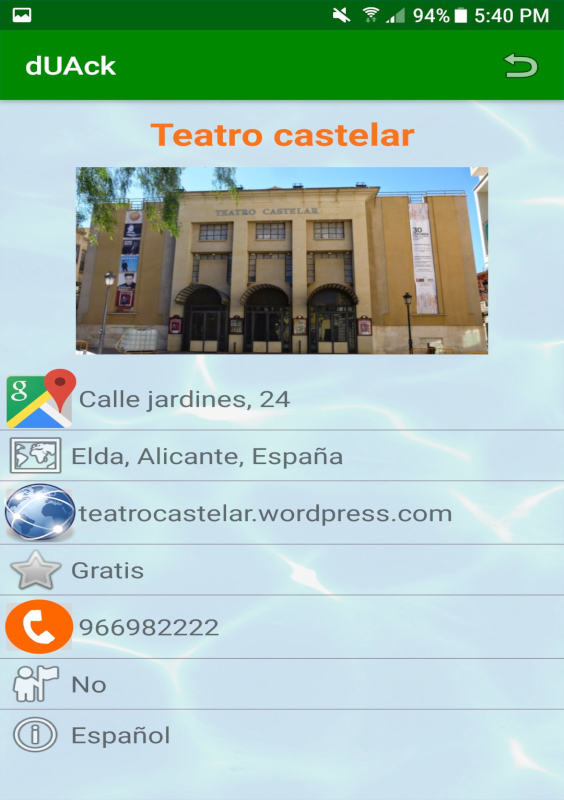 94% 5:40 PM
dUAck
Teatro castelar
TEATRO CASTELAR
30
g
Calle jardines, 24
Elda, Alicante, España
teatrocastelar.wordpress.com
Gratis
966982222
No
Español